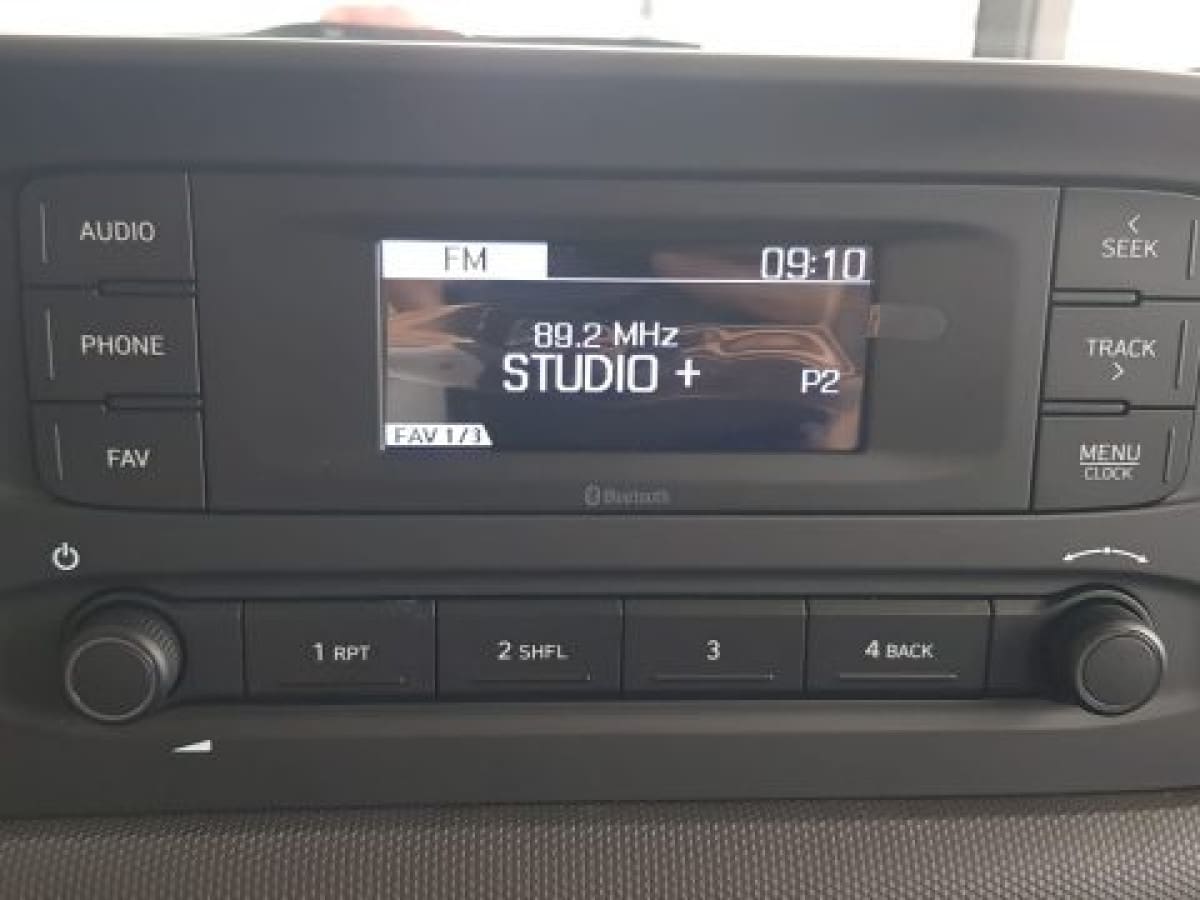 AUDIO
PHONE
FAV
FM 09:10
89.2 MHz
STUDIO +
P2
FAV 1/3
Bluetooth
<
SEEK
TRACK
>
MENU
CLOCK
1 RPT
2 SHFL
3
4 BACK